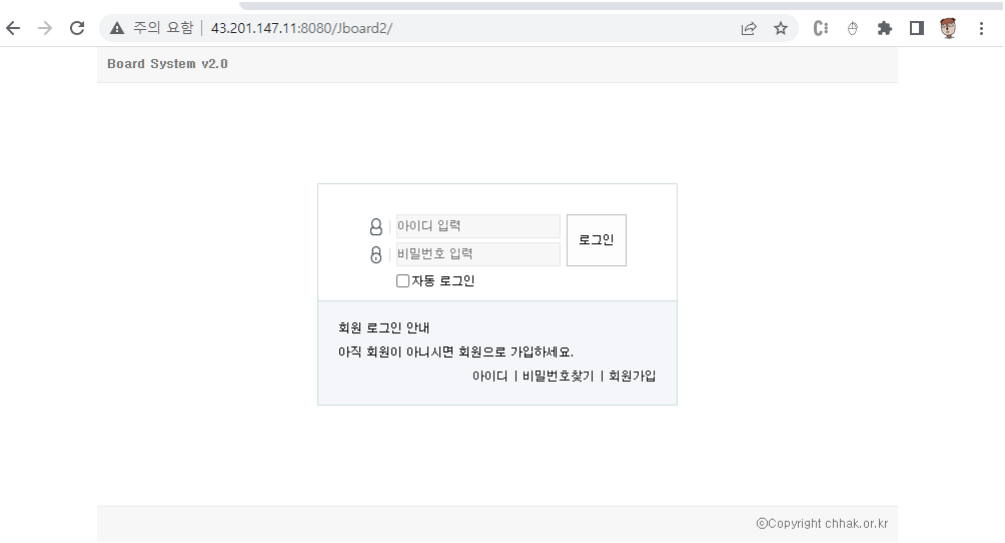 주의 요함 | 43.201.147.11:8080/Jboard2/
Board System v2.0
아이디 입력
로그인
비밀번호 입력
자동 로그인
회원 로그인 안내
아직 회원이 아니시면 회원으로 가입하세요.
아이디 | 비밀번호찾기 | 회원가입
ⓒCopyright chhak.or.kr